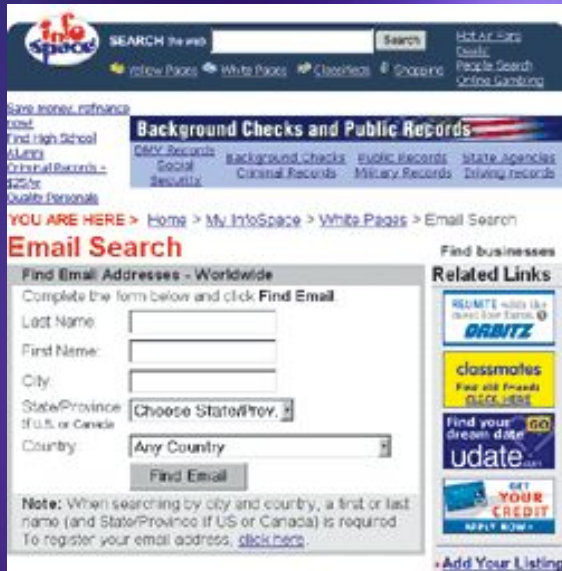 info
space
SEARCH the web
Search
Hot Air Fare
Deals
People Search
Online Gambling
Yellow Pages White Pages Classifieds Shopping
Save money, refinance
now!
Find High School
Alumni
Criminal Records -
$25/hr
Quality Personals
Background Checks and Public Records
DMV Records Background Checks Public Records State Agencies
Social Security Criminal Records Military Records Driving records
YOU ARE HERE > Home > My InfoSpace > White Pages > Email Search
Email Search
Find Email Addresses - Worldwide
Complete the form below and click Find Email.
Last Name:
First Name:
City:
State/Province Choose State/Prov.
if U.S. or Canada
Country: Any Country
Find Email
Note: When searching by city and country, a first or last
name (and State/Province if US or Canada) is required
To register your email address, click here.
Find businesses
Related Links
REUNITE with the
ORBITZ
classmates
Find old friends
CLICK HERE
Find your GO
dream date
udate.com
GET
YOUR
CREDIT
APPLY NOW
Add Your Listing